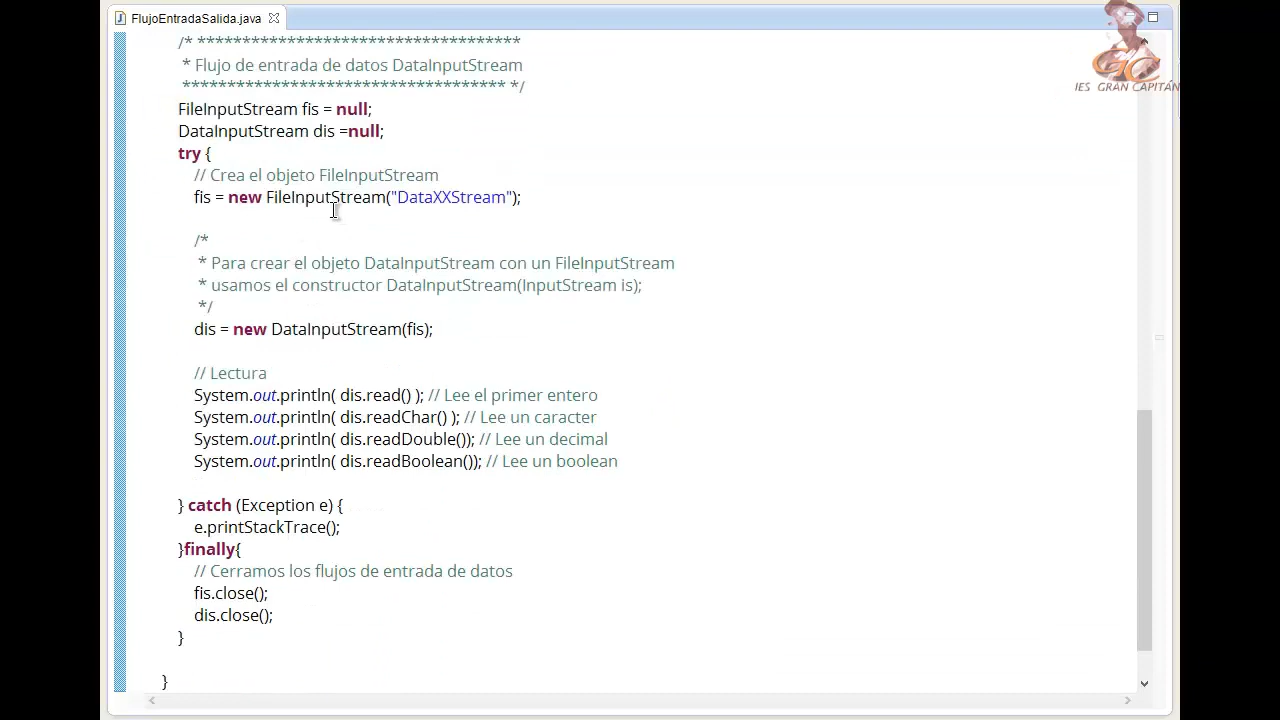 FlujoEntradaSalida.java
/* ************************************
* Flujo de entrada de datos DataInputStream
************************************ */
FileInputStream fis = null;
DataInputStream dis =null;
try {
// Crea el objeto FileInputStream
fis = new FileInputStream("DataXXStream");
/*
* Para crear el objeto DataInputStream con un FileInputStream
* usamos el constructor DataInputStream(InputStream is);
*/
dis = new DataInputStream(fis);
// Lectura
System.out.println( dis.read() ); // Lee el primer entero
System.out.println( dis.readChar() ); // Lee un caracter
System.out.println( dis.readDouble()); // Lee un decimal
System.out.println( dis.readBoolean()); // Lee un boolean
} catch (Exception e) {
e.printStackTrace();
}finally{
// Cerramos los flujos de entrada de datos
fis.close();
dis.close();
}
}
GC
IES GRAN CAPITÁN